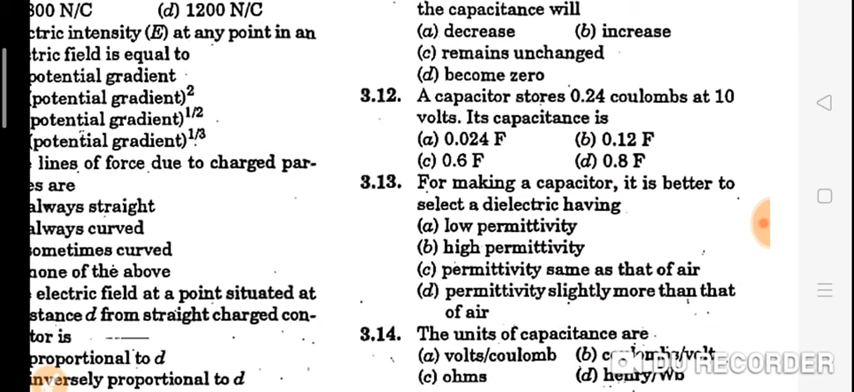 300 N/C (d) 1200 N/C
ctric intensity (E) at any point in an
tric field is equal to
potential gradient
(potential gradient)²
(potential gradient)^1/2
(potential gradient)^1/3
lines of force due to charged par-
es are
always straight
always curved
sometimes curved
none of the above
electric field at a point situated at
stance d from straight charged con-
tor is
proportional to d
inversely proportional to d
the capacitance will
(a) decrease (b) increase
(c) remains unchanged
(d) become zero
3.12. A capacitor stores 0.24 coulombs at 10
volts. Its capacitance is
(a) 0.024 F (b) 0.12 F
(c) 0.6 F (d) 0.8 F
3.13. For making a capacitor, it is better to
select a dielectric having
(a) low permittivity
(b) high permittivity
(c) permittivity same as that of air
(d) permittivity slightly more than that
of air
3.14. The units of capacitance are
(a) volts/coulomb (b) coulombs/volt
(c) ohms (d) henry/Wb
DU RECORDER